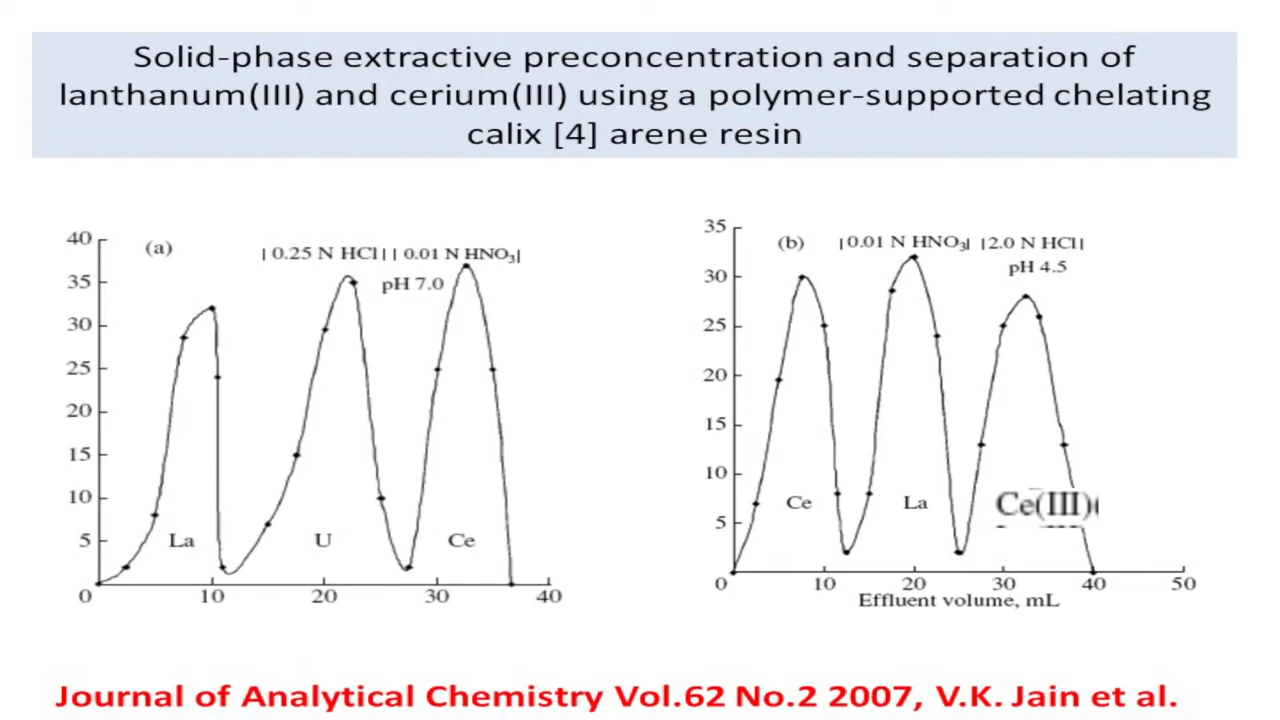 Solid-phase extractive preconcentration and separation of
lanthanum(III) and cerium(III) using a polymer-supported chelating
calix [4] arene resin
(a)
| 0.25 N HCl | | 0.01 N HNO₃|
pH 7.0
40
35
30
25
20
15
10
5
0
La
U
Ce
10
20
30
40
(b)
|0.01 N HNO₃| |2.0 N HCl|
pH 4.5
35
30
25
20
15
10
5
0
Ce
La
Ce(III)(
10
20
30
40
50
Effluent volume, mL
Journal of Analytical Chemistry Vol.62 No.2 2007, V.K. Jain et al.